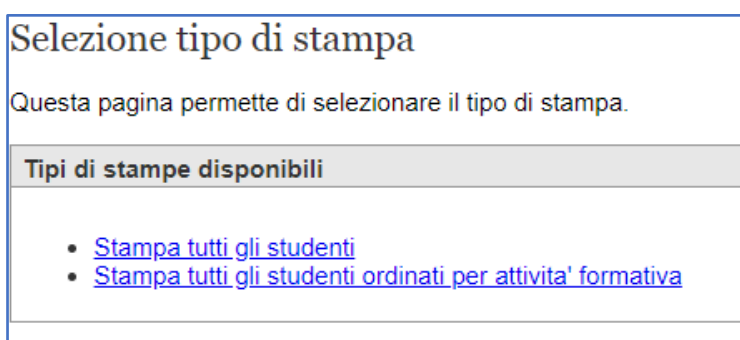 Selezione tipo di stampa
Questa pagina permette di selezionare il tipo di stampa.
Tipi di stampe disponibili
Stampa tutti gli studenti
Stampa tutti gli studenti ordinati per attivita' formativa